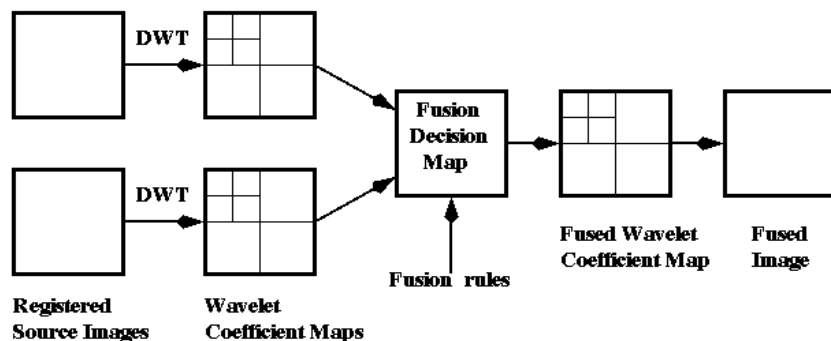 DWT
Fusion
Decision
Map
DWT
Fusion rules
Registered
Source Images
Wavelet
Coefficient Maps
Fused Wavelet
Coefficient Map
Fused
Image